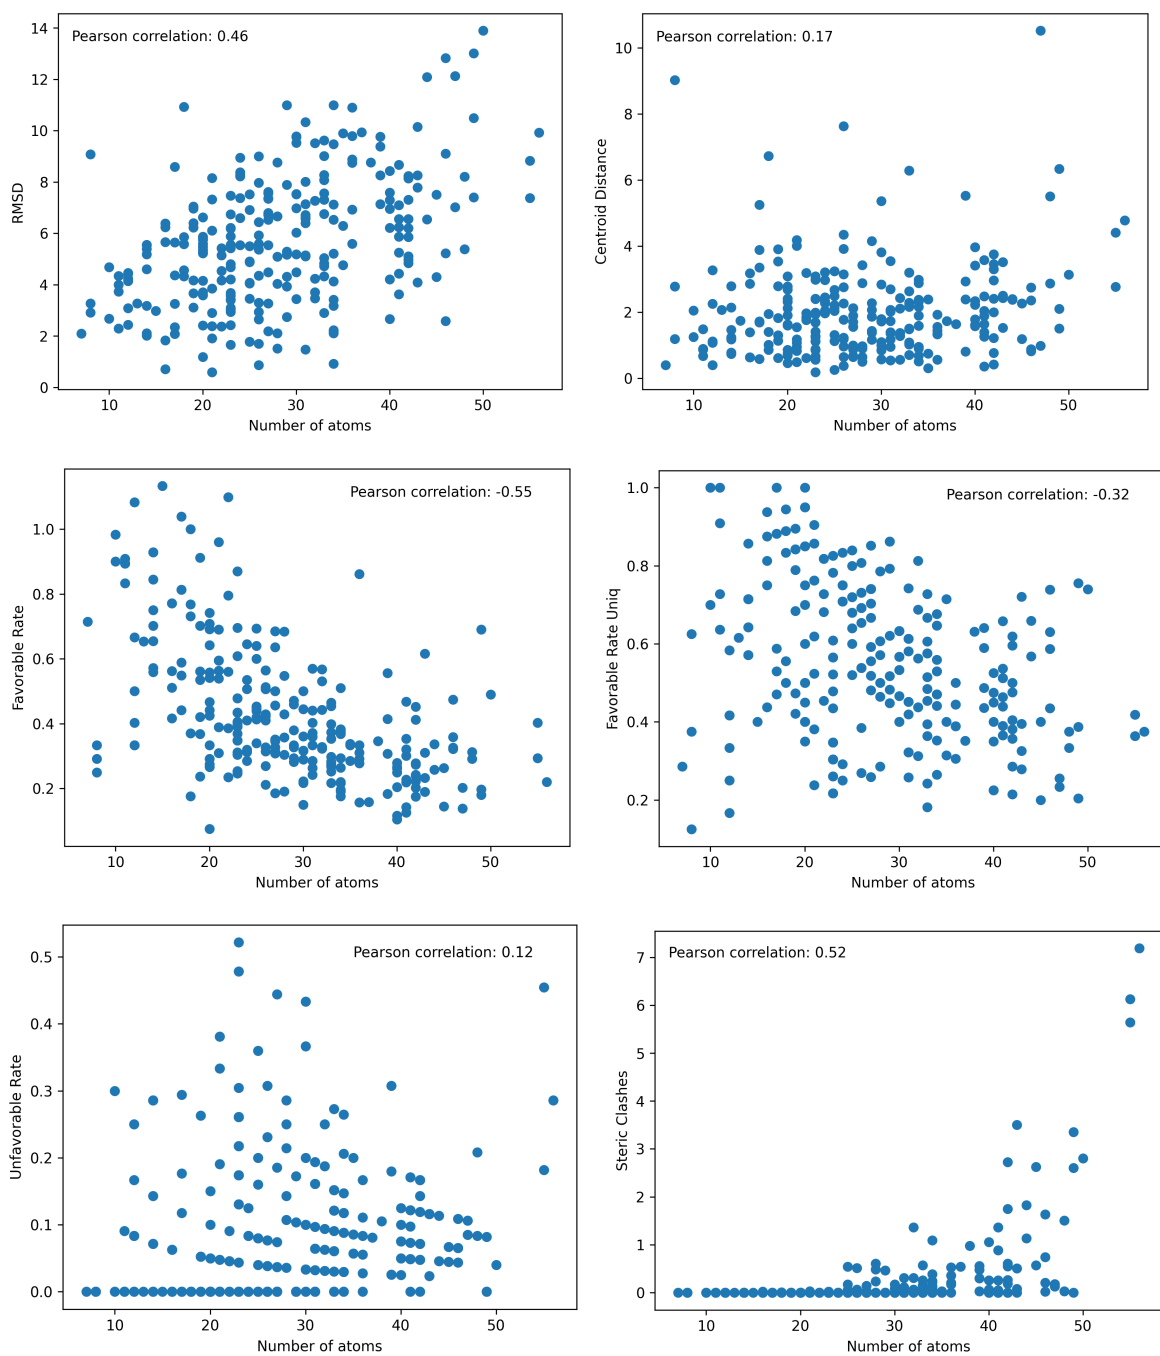 Pearson correlation: 0.46
RMSD
14
12
10
8
6
4
2
0
10 20 30 40 50
Number of atoms
Pearson correlation: 0.17
Centroid Distance
10
8
6
4
2
0
10 20 30 40 50
Number of atoms
Pearson correlation: -0.55
Favorable Rate
1.0
0.8
0.6
0.4
0.2
10 20 30 40 50
Number of atoms
Pearson correlation: -0.32
Favorable Rate Uniq
1.0
0.8
0.6
0.4
0.2
10 20 30 40 50
Number of atoms
Pearson correlation: 0.12
Unfavorable Rate
0.5
0.4
0.3
0.2
0.1
0.0
10 20 30 40 50
Number of atoms
Pearson correlation: 0.52
Steric Clashes
7
6
5
4
3
2
1
0
10 20 30 40 50
Number of atoms